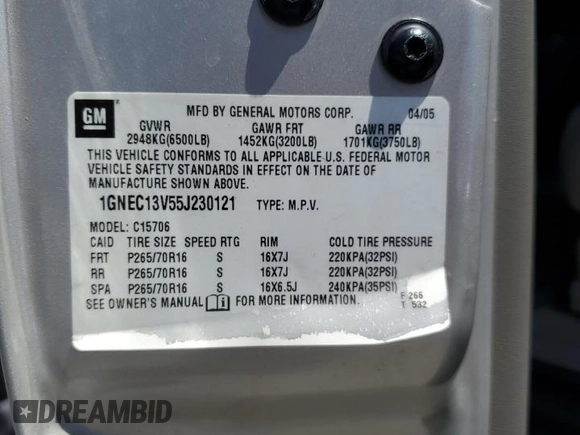 GM
MFD BY GENERAL MOTORS CORP. 04/05
GVWR GAWR FRT GAWR RR
2948KG(6500LB) 1452KG(3200LB) 1701KG(3750LB)
THIS VEHICLE CONFORMS TO ALL APPLICABLE U.S. FEDERAL MOTOR
VEHICLE SAFETY STANDARDS IN EFFECT ON THE DATE OF
MANUFACTURE SHOWN ABOVE.
1GNEC13V55J230121 TYPE: M.P.V.
MODEL: C15706
CAID TIRE SIZE SPEED RTG RIM COLD TIRE PRESSURE
FRT P265/70R16 S 16X7J 220KPA(32PSI)
RR P265/70R16 S 16X7J 220KPA(32PSI)
SPA P265/70R16 S 16X6.5J 240KPA(35PSI)
SEE OWNER'S MANUAL i FOR MORE INFORMATION.
F 266
T 592
DREAMBID